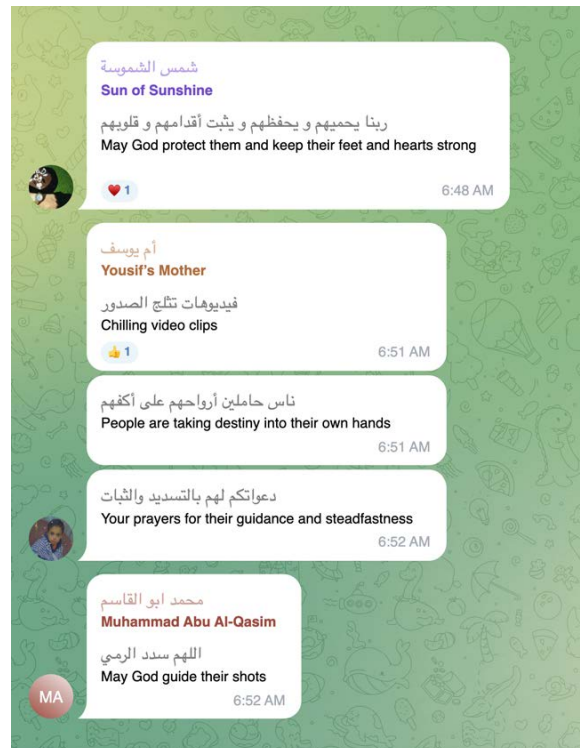 شمس الشموسة
Sun of Sunshine
ربنا يحميهم و يحفظهم و يثبت أقدامهم و قلوبهم
May God protect them and keep their feet and hearts strong
1
6:48 AM
أم يوسف
Yousif's Mother
فيديوهات تثلج الصدور
Chilling video clips
1
6:51 AM
ناس حاملين أرواحهم على أكفهم
People are taking destiny into their own hands
6:51 AM
دعواتكم لهم بالتسديد والثبات
Your prayers for their guidance and steadfastness
6:52 AM
محمد ابو القاسم
Muhammad Abu Al-Qasim
اللهم سدد الرمي
May God guide their shots
6:52 AM
MA